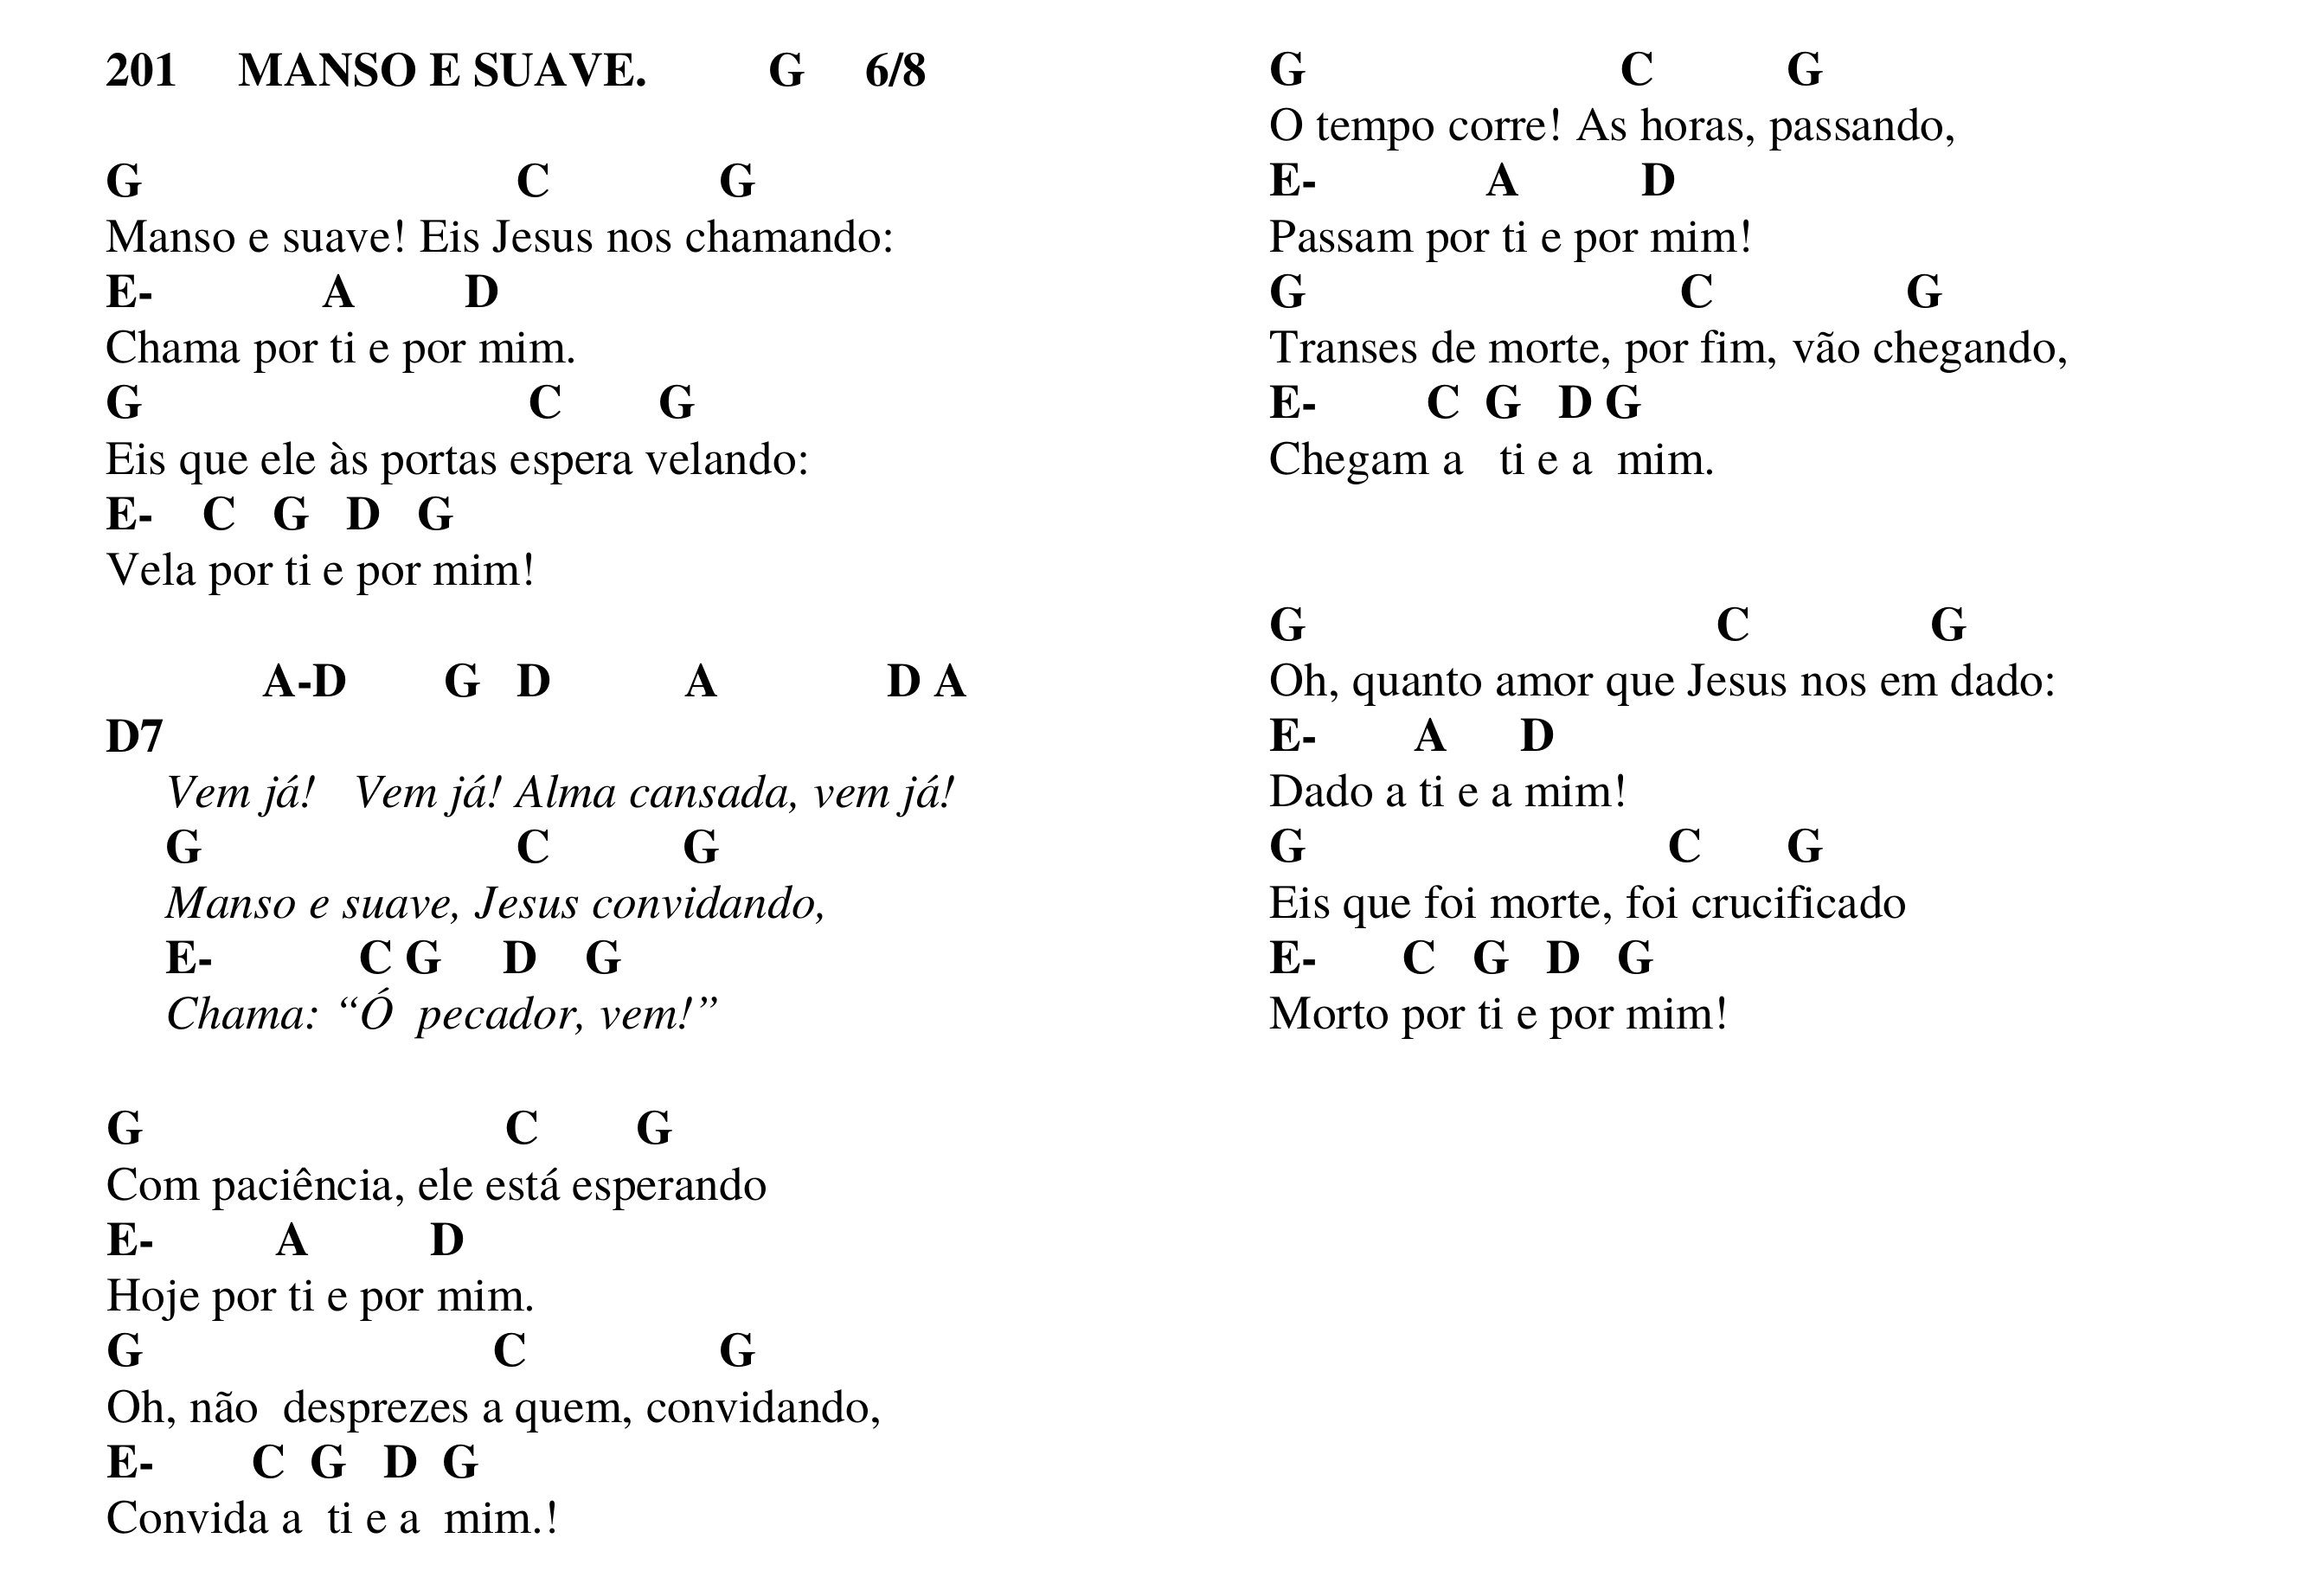 201 MANSO E SUAVE. G 6/8
G C G
Manso e suave! Eis Jesus nos chamando:
E- A D
Chama por ti e por mim.
G C G
Eis que ele às portas espera velando:
E- C G D G
Vela por ti e por mim!
A-D G D A D A
D7
Vem já! Vem já! Alma cansada, vem já!
G C G
Manso e suave, Jesus convidando,
E- C G D G
Chama: “Ó pecador, vem!”
G C G
Com paciência, ele está esperando
E- A D
Hoje por ti e por mim.
G C G
Oh, não desprezes a quem, convidando,
E- C G D G
Convida a ti e a mim.!
G C G
O tempo corre! As horas, passando,
E- A D
Passam por ti e por mim!
G C G
Transes de morte, por fim, vão chegando,
E- C G D G
Chegam a ti e a mim.
G C G
Oh, quanto amor que Jesus nos em dado:
E- A D
Dado a ti e a mim!
G C G
Eis que foi morte, foi crucificado
E- C G D G
Morto por ti e por mim!